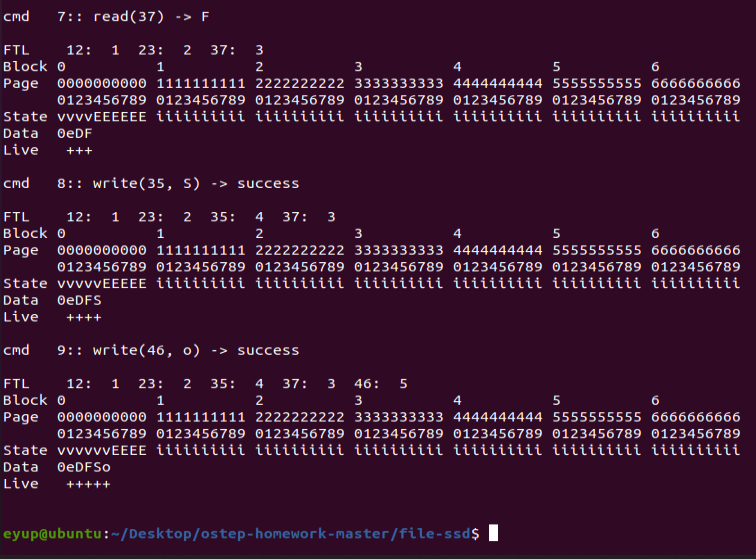 cmd   7:: read(37) -> F

FTL    12:  1  23:  2  37:  3
Block 0          1          2          3          4          5          6
Page  0000000000 1111111111 2222222222 3333333333 4444444444 5555555555 6666666666
      0123456789 0123456789 0123456789 0123456789 0123456789 0123456789 0123456789
State vvvvEEEEEE iiiiiiiiii iiiiiiiiii iiiiiiiiii iiiiiiiiii iiiiiiiiii iiiiiiiiii
Data  0eDF
Live   +++

cmd   8:: write(35, S) -> success

FTL    12:  1  23:  2  35:  4  37:  3
Block 0          1          2          3          4          5          6
Page  0000000000 1111111111 2222222222 3333333333 4444444444 5555555555 6666666666
      0123456789 0123456789 0123456789 0123456789 0123456789 0123456789 0123456789
State vvvvvEEEEE iiiiiiiiii iiiiiiiiii iiiiiiiiii iiiiiiiiii iiiiiiiiii iiiiiiiiii
Data  0eDFS
Live   ++++

cmd   9:: write(46, o) -> success

FTL    12:  1  23:  2  35:  4  37:  3  46:  5
Block 0          1          2          3          4          5          6
Page  0000000000 1111111111 2222222222 3333333333 4444444444 5555555555 6666666666
      0123456789 0123456789 0123456789 0123456789 0123456789 0123456789 0123456789
State vvvvvvEEEE iiiiiiiiii iiiiiiiiii iiiiiiiiii iiiiiiiiii iiiiiiiiii iiiiiiiiii
Data  0eDFSo
Live   +++++

eyup@ubuntu:~/Desktop/ostep-homework-master/file-ssd$